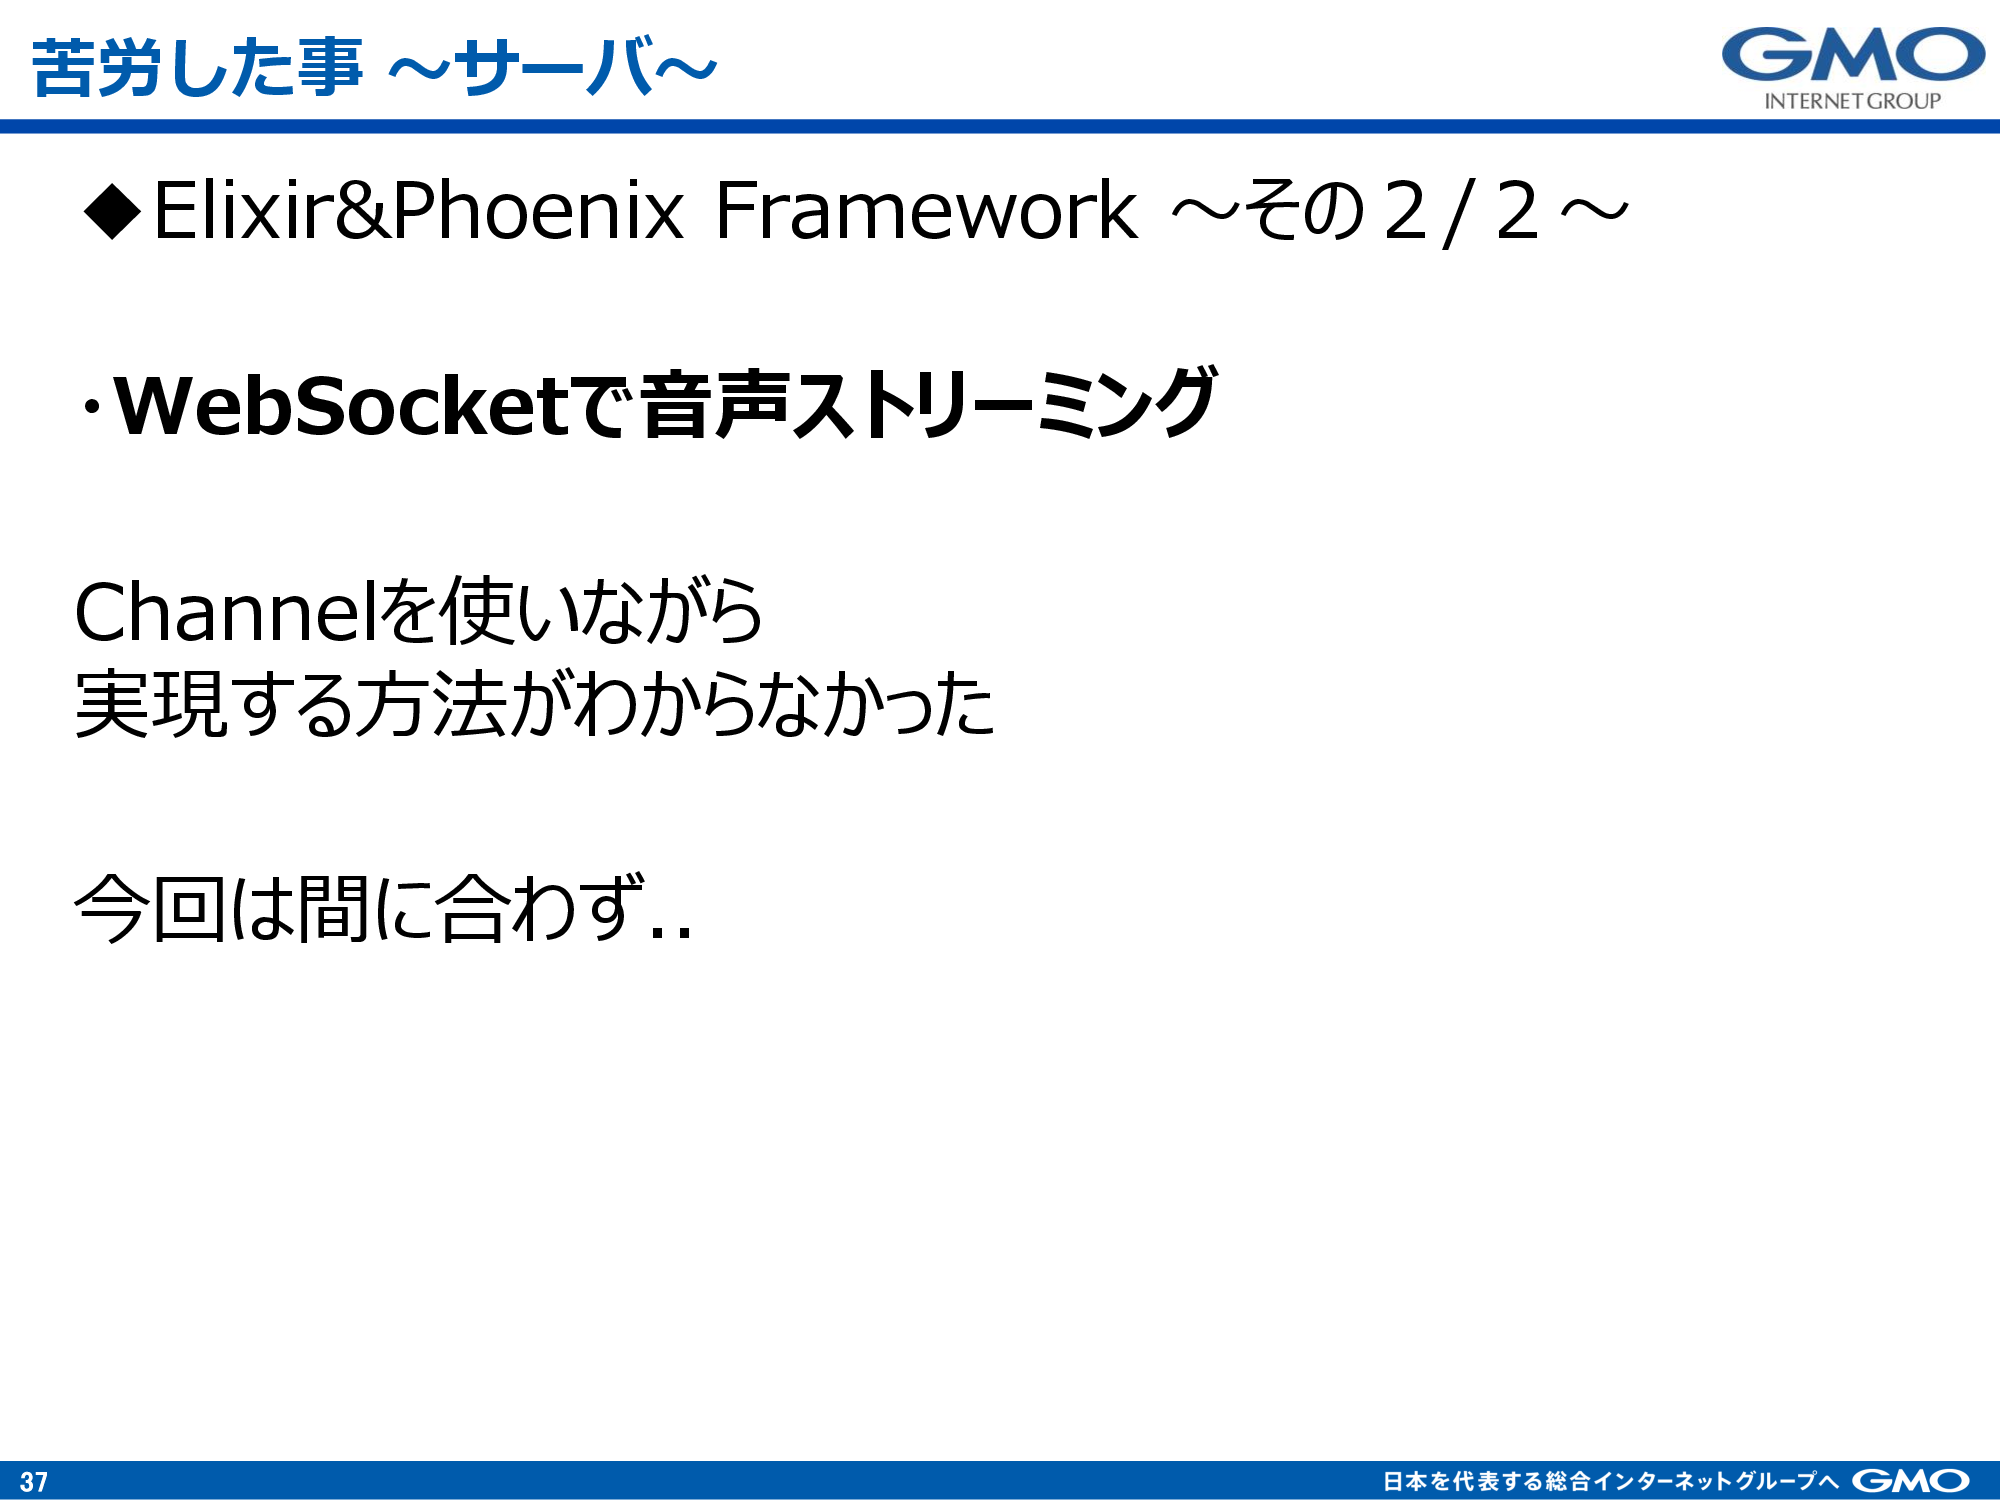 苦労した事 ～サーバ～
GMO
INTERNET GROUP
◆Elixir&Phoenix Framework ～その２/２～
・WebSocketで音声ストリーミング
Channelを使いながら
実現する方法がわからなかった
今回は間に合わず..
37
日本を代表する総合インターネットグループへ GMO